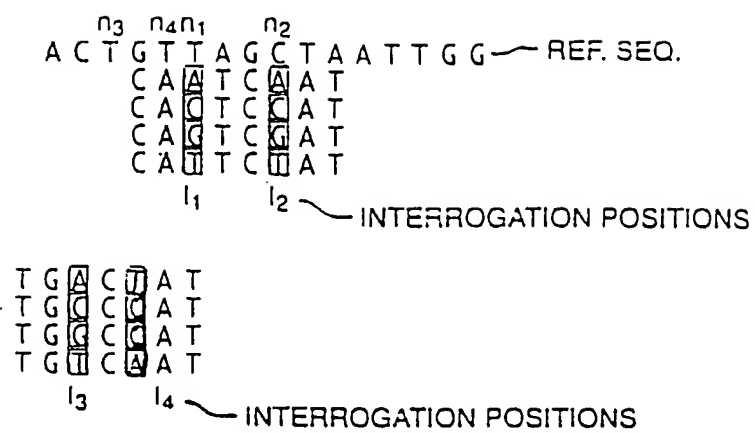 n3 n4 n1 n2
A C T G T T A G C T A A T T G G REF. SEQ.
C A A T C A A T
C A C T C C A T
C A G T C G A T
C A T T C T A T
I1 I2
INTERROGATION POSITIONS
T G A C T A T
T G C C C A T
T G G C C A T
T G T C A A T
I3 I4
INTERROGATION POSITIONS